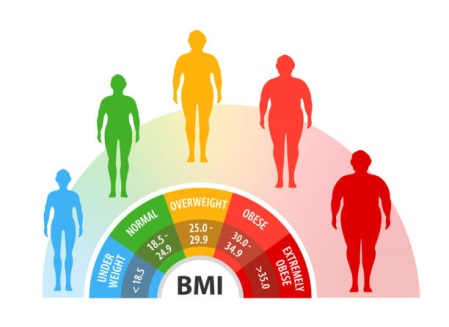 UNDER
WEIGHT
< 18.5
NORMAL
18.5 -
24.9
OVERWEIGHT
25.0 -
29.9
OBESE
30.0 -
34.9
EXTREMELY
OBESE
>35.0
BMI